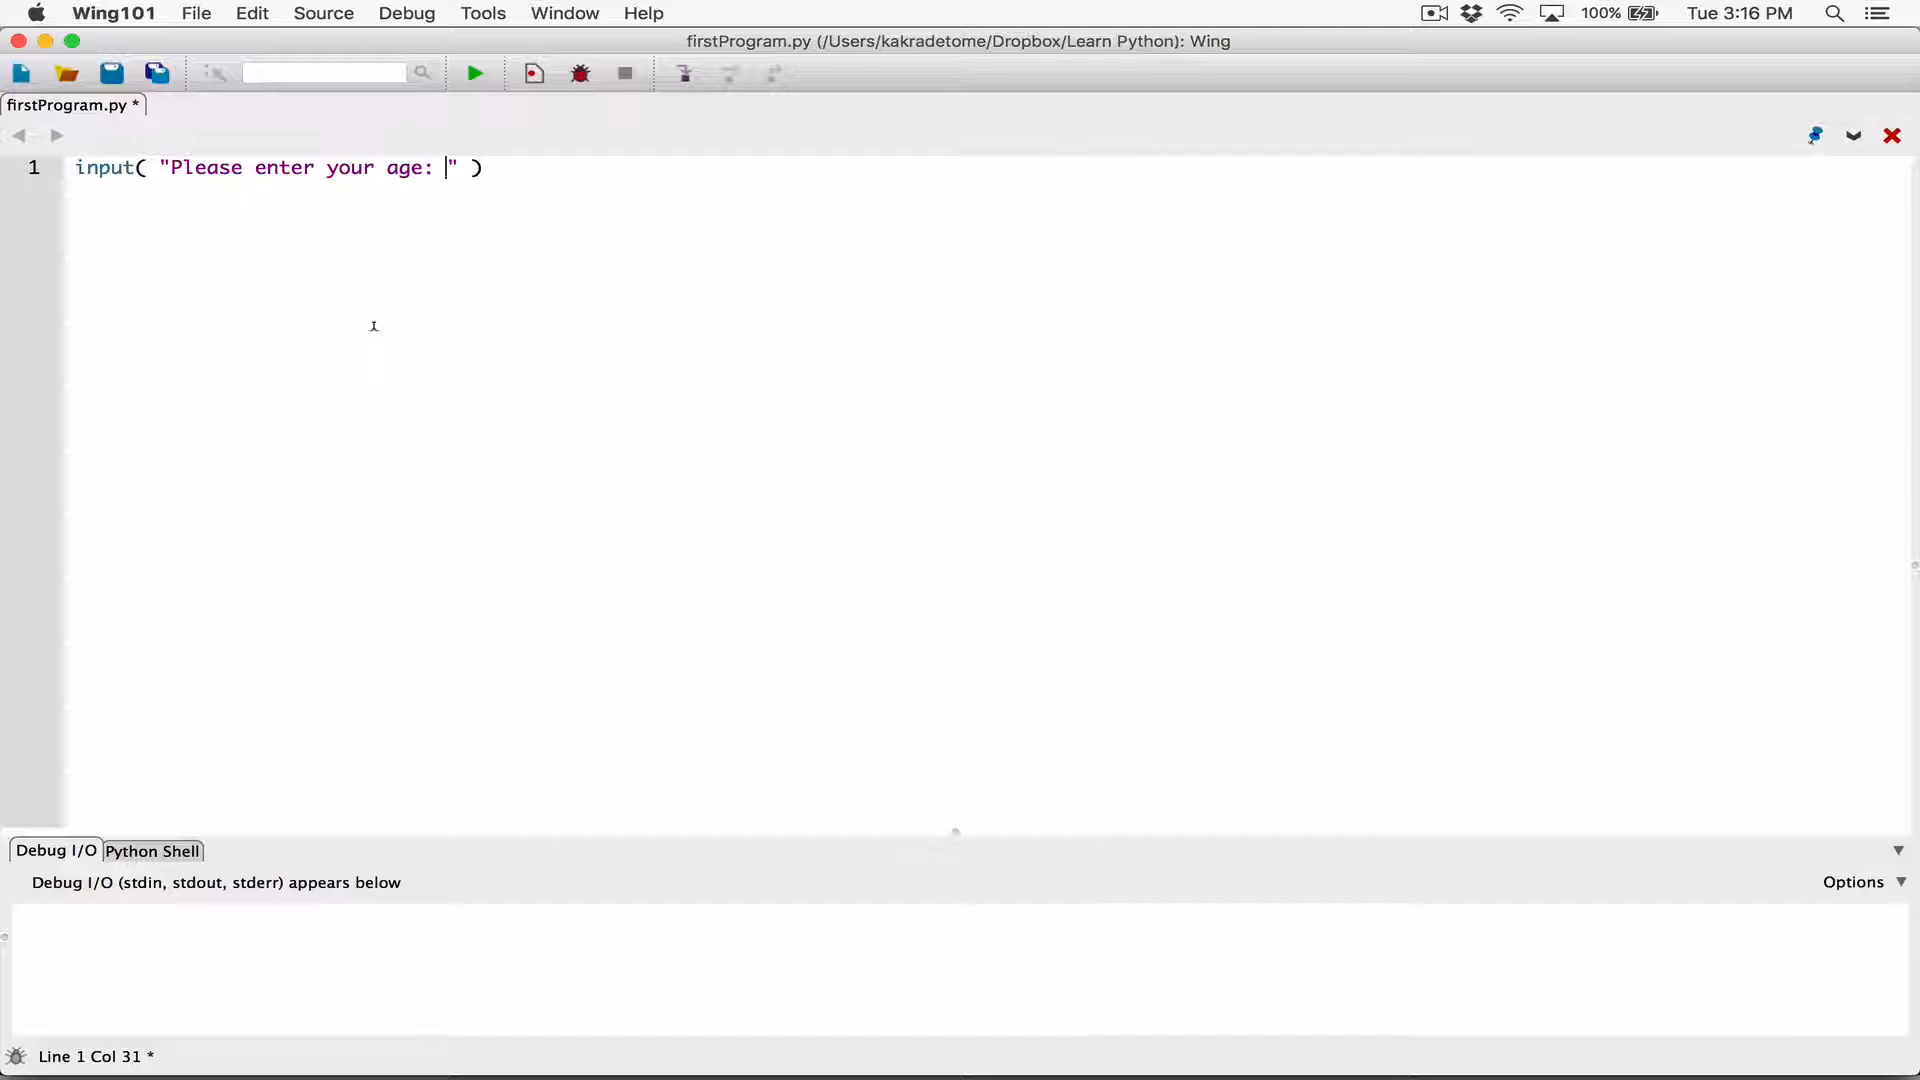 Wing101 File Edit Source Debug Tools Window Help 100% Tue 3:16 PM
firstProgram.py (/Users/kakradetome/Dropbox/Learn Python): Wing
firstProgram.py *
1 input( "Please enter your age: " )
Debug I/O Python Shell
Debug I/O (stdin, stdout, stderr) appears below Options
Line 1 Col 31 *